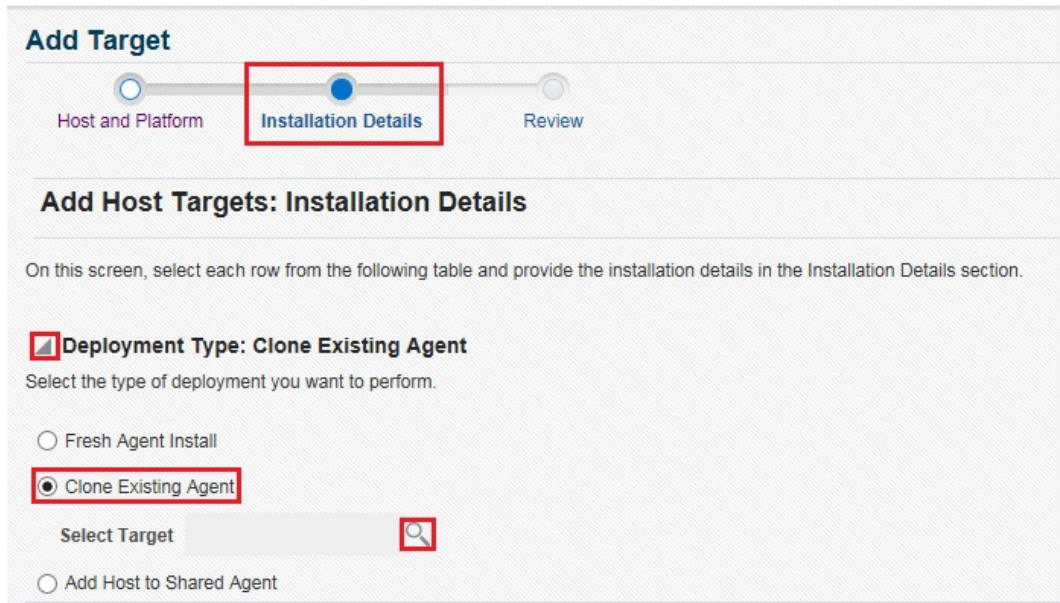 Add Target
Host and Platform Installation Details Review
Add Host Targets: Installation Details
On this screen, select each row from the following table and provide the installation details in the Installation Details section.
Deployment Type: Clone Existing Agent
Select the type of deployment you want to perform.
Fresh Agent Install
Clone Existing Agent
Select Target
Add Host to Shared Agent